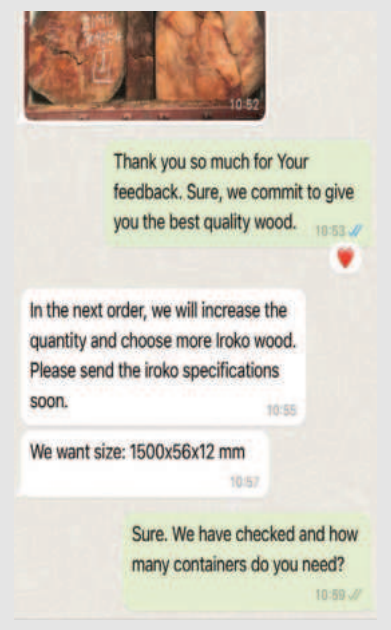 10:52
Thank you so much for Your
feedback. Sure, we commit to give
you the best quality wood.
10:53
In the next order, we will increase the
quantity and choose more Iroko wood.
Please send the iroko specifications
soon.
10:55
We want size: 1500x56x12 mm
10:57
Sure. We have checked and how
many containers do you need?
10:59